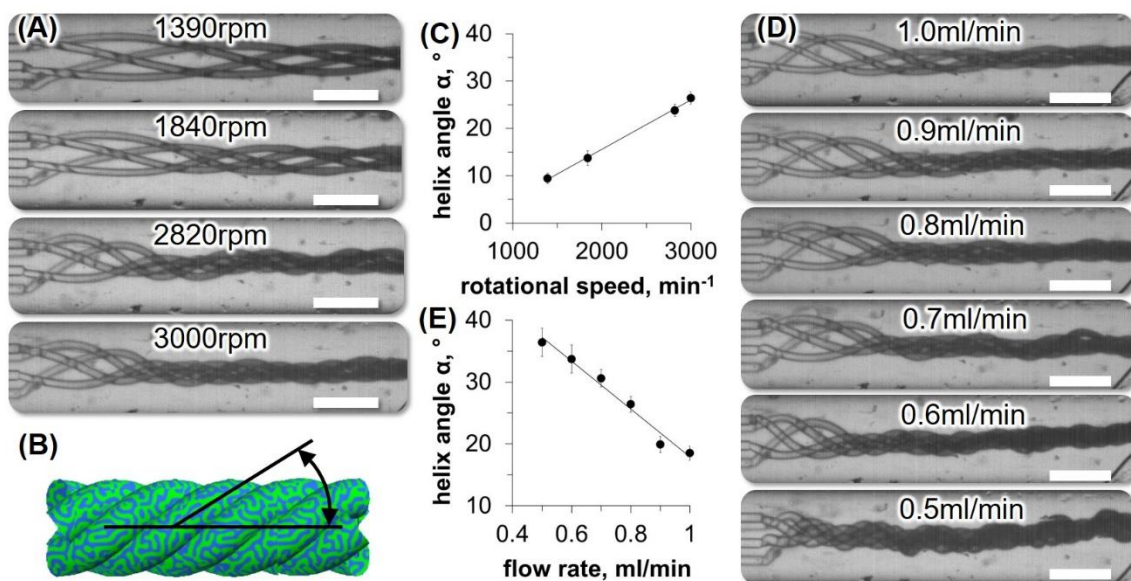 (A)
1390rpm
1840rpm
2820rpm
3000rpm
(B)
(C)
helix angle α, °
40
30
20
10
0
1000
2000
3000
rotational speed, min⁻¹
(E)
helix angle α, °
40
30
20
10
0.4
0.6
0.8
1
flow rate, ml/min
(D)
1.0ml/min
0.9ml/min
0.8ml/min
0.7ml/min
0.6ml/min
0.5ml/min